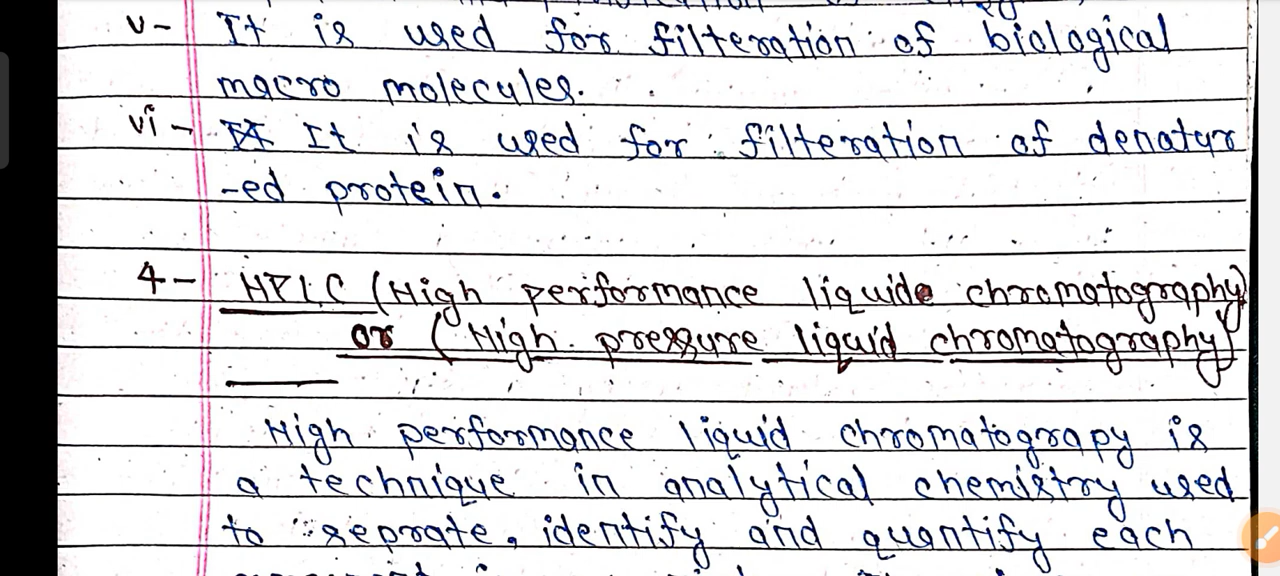 v- It is used for filteration of biological
macro molecules.
vi- It is used for filteration of denatur
-ed protein.
4- HPLC (High performance liquide chromatography)
or (High pressure liquid chromatography)
High performance liquid chromatograpy is
a technique in analytical chemistry used
to seprate, identify and quantify each